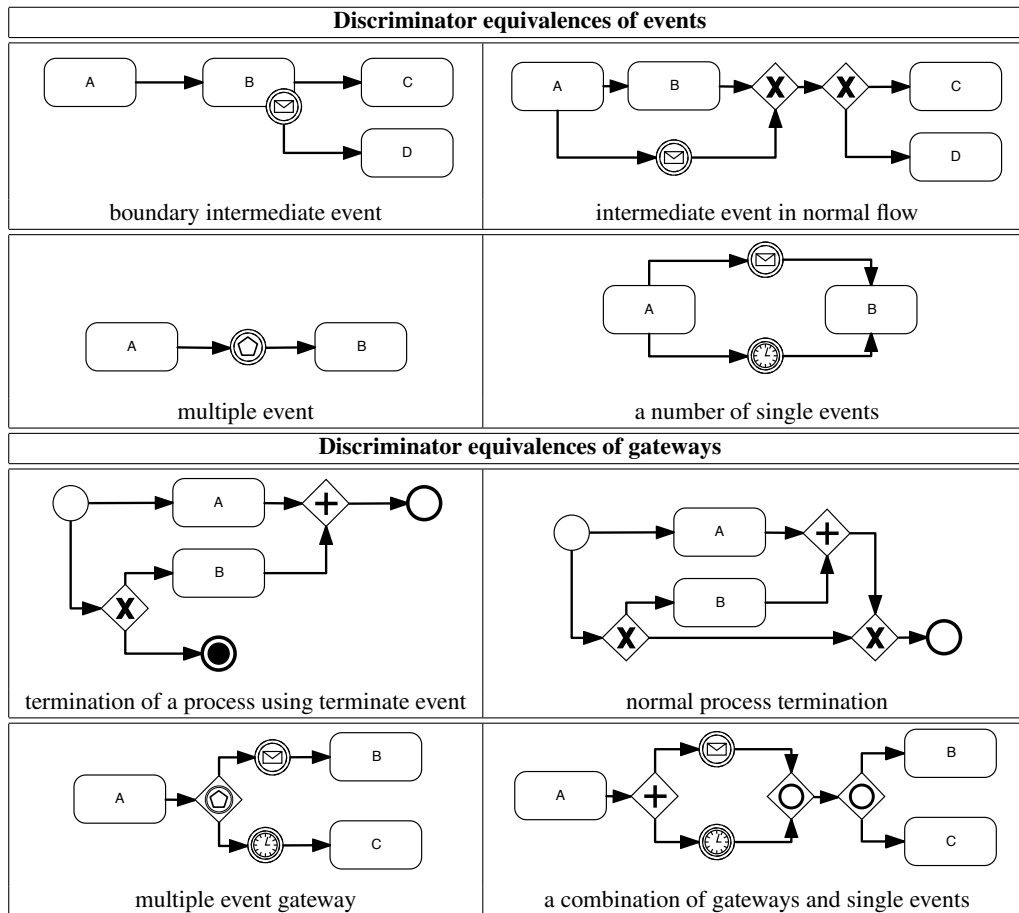 Discriminator equivalences of events
A B C
D
boundary intermediate event
A B X X C
D
intermediate event in normal flow
A B
multiple event
A B
a number of single events
Discriminator equivalences of gateways
A
B
X
termination of a process using terminate event
A
B
X X
normal process termination
B
A
C
multiple event gateway
B
A
C
a combination of gateways and single events